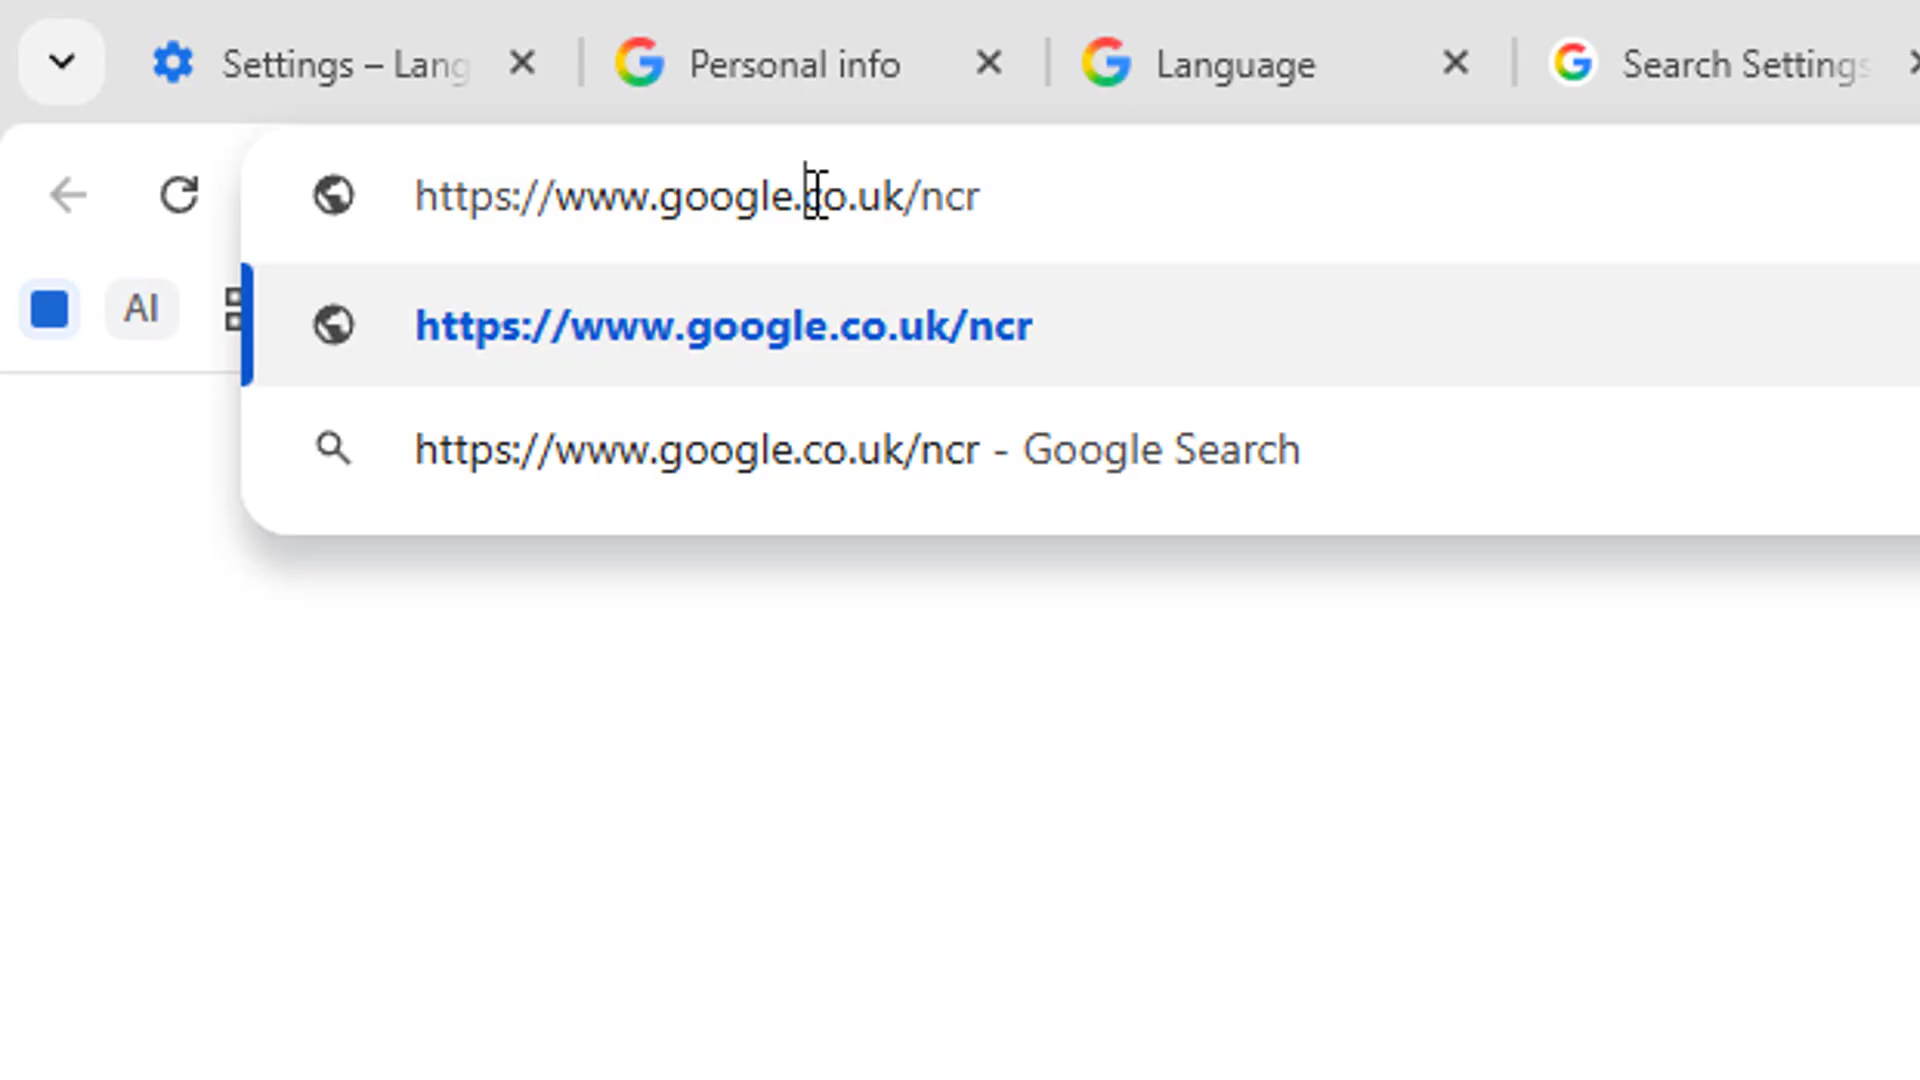 Settings – Lang
Personal info
Language
Search Settings
https://www.google.co.uk/ncr
AI
https://www.google.co.uk/ncr
https://www.google.co.uk/ncr - Google Search